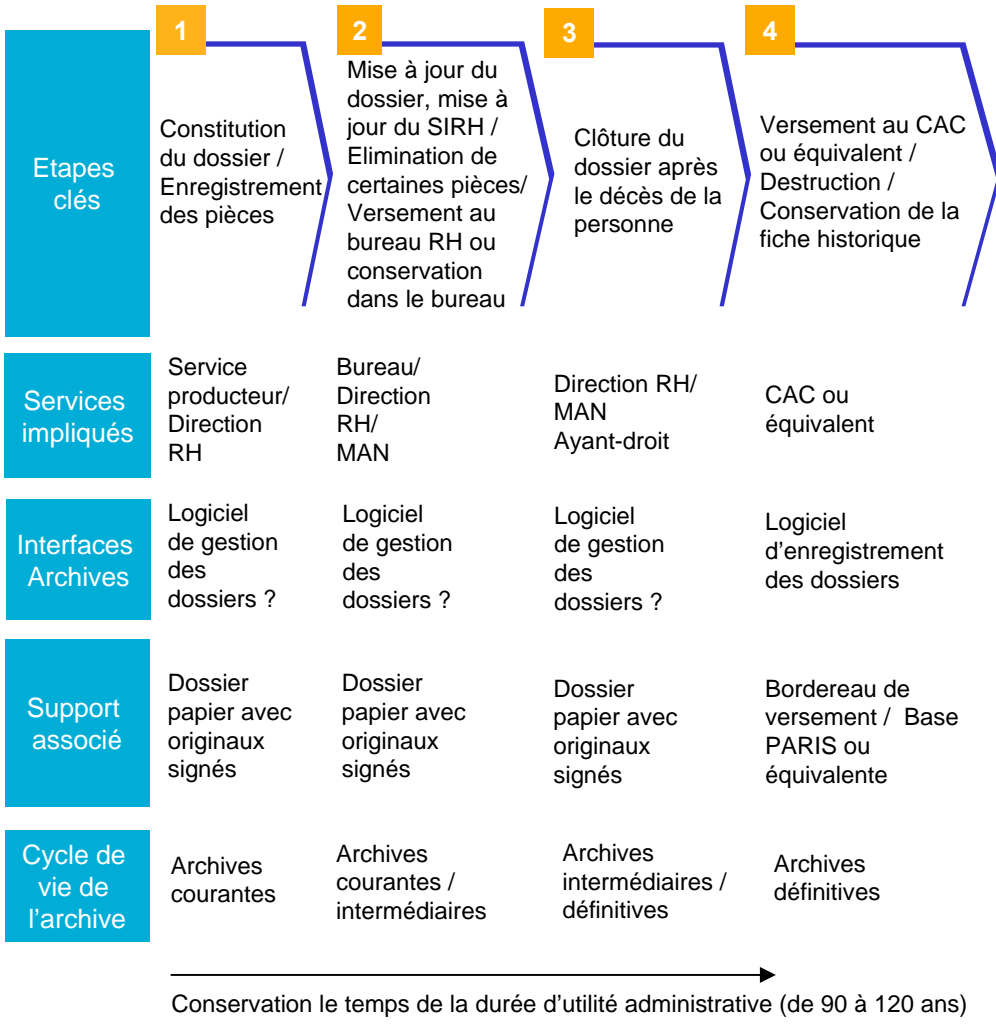 1
2
3
4
Etapes
clés
Constitution
du dossier /
Enregistrement
des pièces
Mise à jour du
dossier, mise à
jour du SIRH /
Elimination de
certaines pièces/
Versement au
bureau RH ou
conservation
dans le bureau
Clôture du
dossier après
le décès de la
personne
Versement au CAC
ou équivalent /
Destruction /
Conservation de la
fiche historique
Services
impliqués
Service
producteur/
Direction
RH
Bureau/
Direction
RH/
MAN
Direction RH/
MAN
Ayant-droit
CAC ou
équivalent
Interfaces
Archives
Logiciel
de gestion
des
dossiers ?
Logiciel
de gestion
des
dossiers ?
Logiciel
de gestion
des
dossiers ?
Logiciel
d’enregistrement
des dossiers
Support
associé
Dossier
papier avec
originaux
signés
Dossier
papier avec
originaux
signés
Dossier
papier avec
originaux
signés
Bordereau de
versement / Base
PARIS ou
équivalente
Cycle de
vie de
l’archive
Archives
courantes
Archives
courantes /
intermédiaires
Archives
intermédiaires /
définitives
Archives
définitives
Conservation le temps de la durée d’utilité administrative (de 90 à 120 ans)